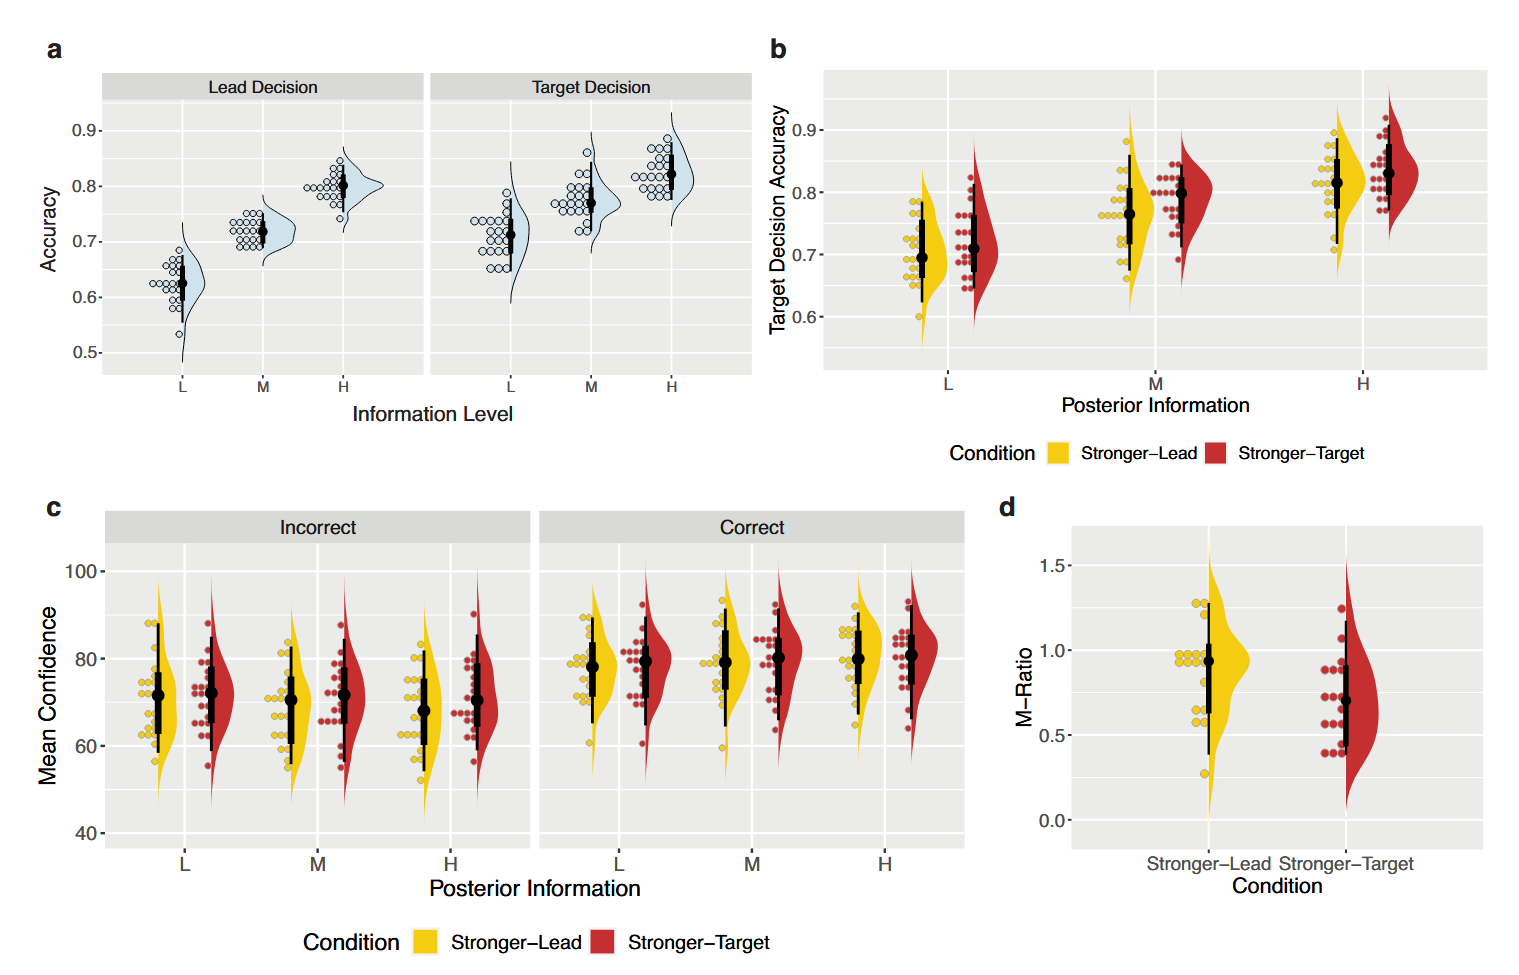 a
Lead Decision
Target Decision
Accuracy
0.9
0.8
0.7
0.6
0.5
L
M
H
L
M
H
Information Level
b
Target Decision Accuracy
0.9
0.8
0.7
0.6
L
M
H
Posterior Information
Condition
Stronger-Lead
Stronger-Target
c
Incorrect
Correct
Mean Confidence
100
80
60
40
L
M
H
L
M
H
Posterior Information
Condition
Stronger-Lead
Stronger-Target
d
M-Ratio
1.5
1.0
0.5
0.0
Stronger-Lead
Stronger-Target
Condition